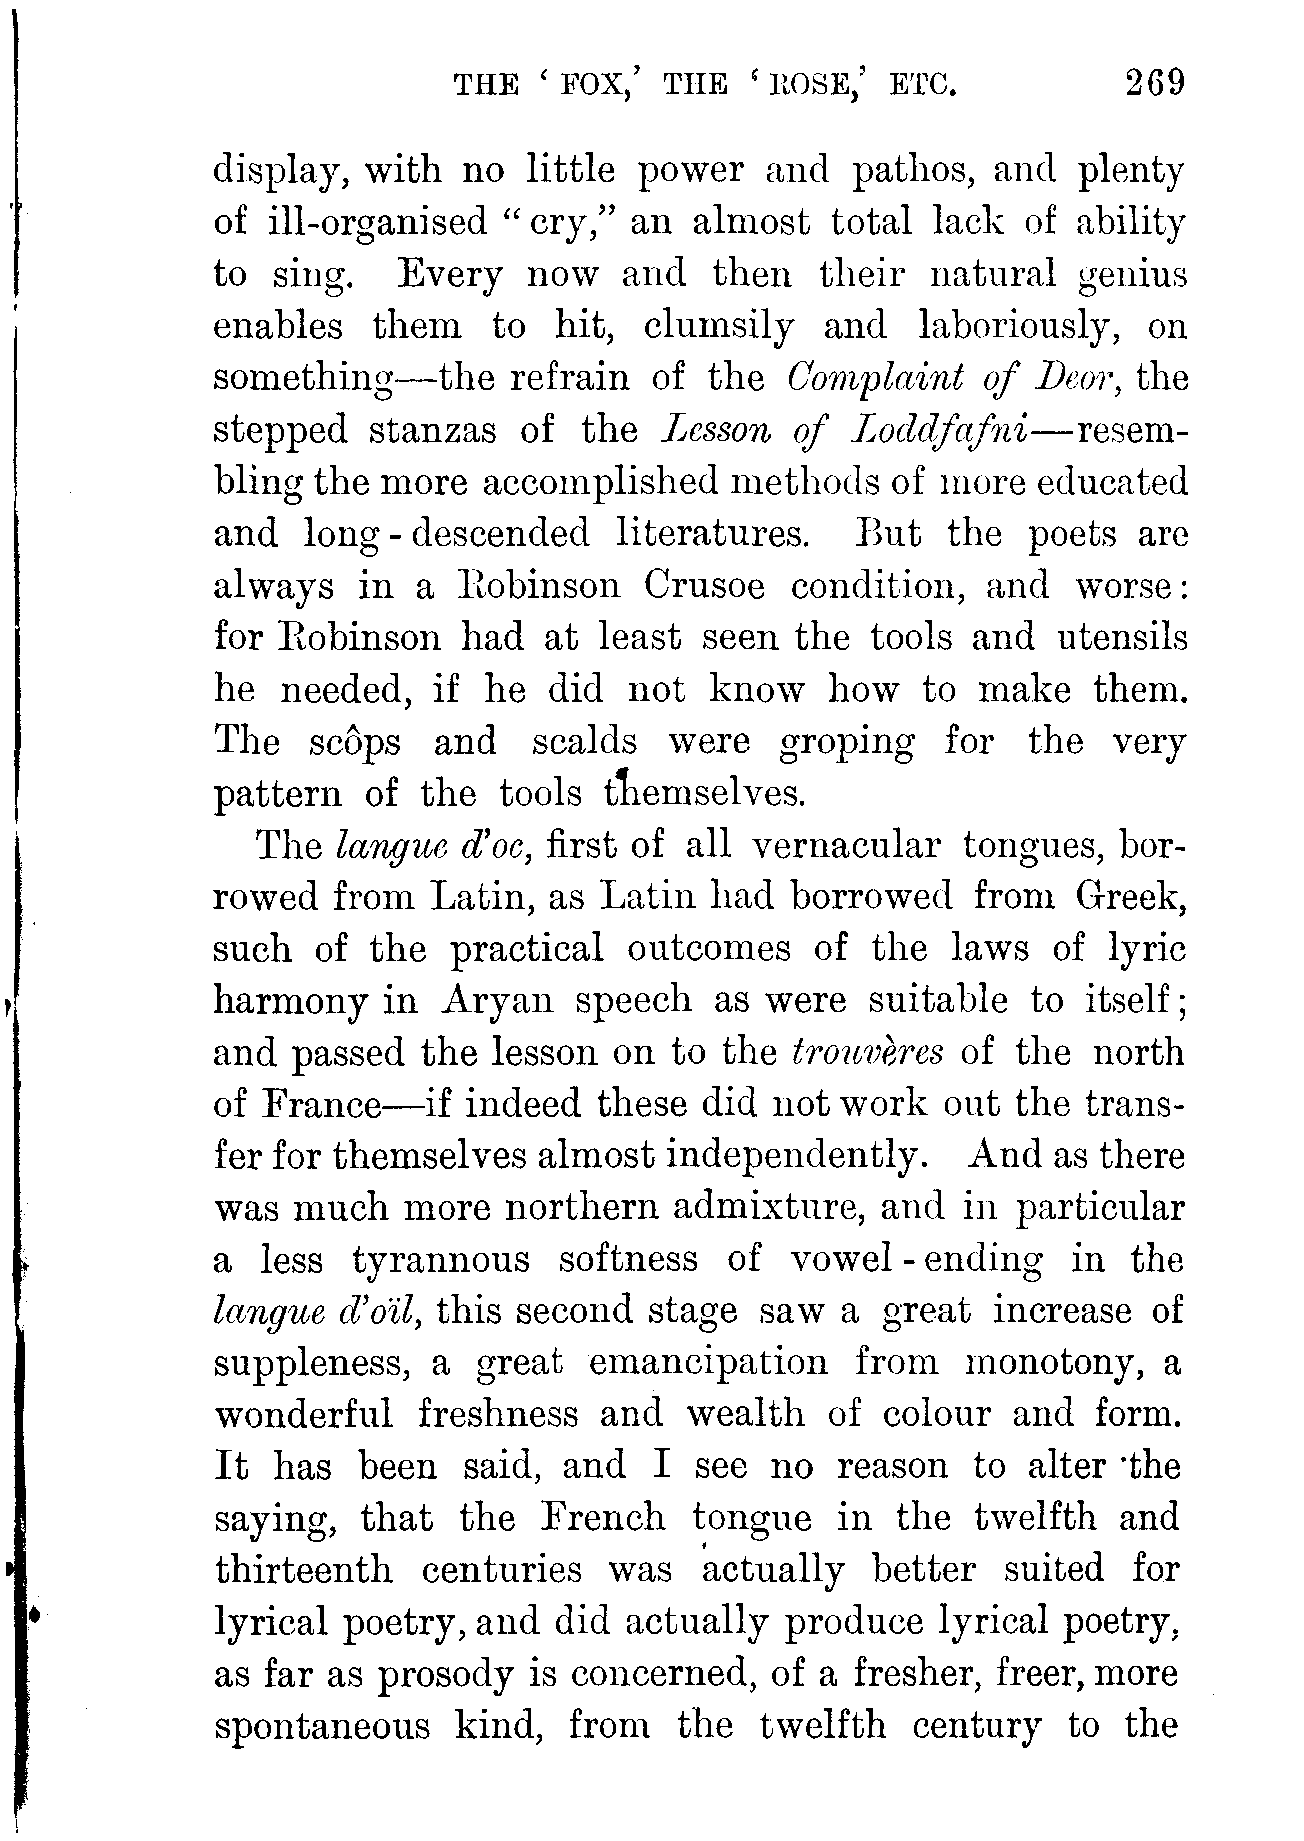 THE ‘ FOX,’ THE ‘ ROSE,’ ETC. 269
display, with no little power and pathos, and plenty
of ill-organised “ cry,” an almost total lack of ability
to sing. Every now and then their natural genius
enables them to hit, clumsily and laboriously, on
something—the refrain of the Complaint of Deor, the
stepped stanzas of the Lesson of Loddfafni—resem-
bling the more accomplished methods of more educated
and long - descended literatures. But the poets are
always in a Robinson Crusoe condition, and worse:
for Robinson had at least seen the tools and utensils
he needed, if he did not know how to make them.
The scôps and scalds were groping for the very
pattern of the tools themselves.
The langue d’oc, first of all vernacular tongues, bor-
rowed from Latin, as Latin had borrowed from Greek,
such of the practical outcomes of the laws of lyric
harmony in Aryan speech as were suitable to itself;
and passed the lesson on to the trouvères of the north
of France—if indeed these did not work out the trans-
fer for themselves almost independently. And as there
was much more northern admixture, and in particular
a less tyrannous softness of vowel - ending in the
langue d’oïl, this second stage saw a great increase of
suppleness, a great emancipation from monotony, a
wonderful freshness and wealth of colour and form.
It has been said, and I see no reason to alter the
saying, that the French tongue in the twelfth and
thirteenth centuries was actually better suited for
lyrical poetry, and did actually produce lyrical poetry,
as far as prosody is concerned, of a fresher, freer, more
spontaneous kind, from the twelfth century to the